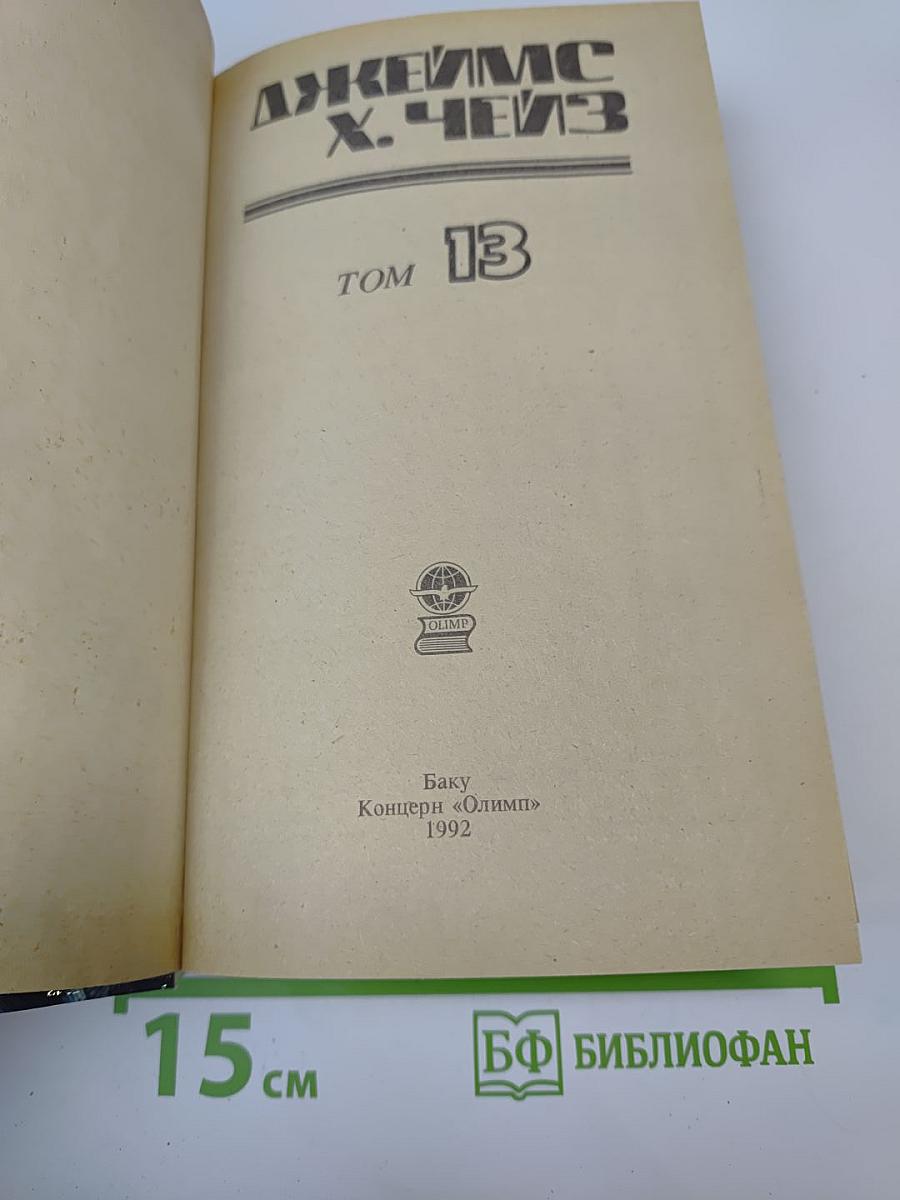 ДЖЕЙМС
Х. ЧЕЙЗ
ТОМ 13
OLIMP
Баку
Концерн «Олимп»
1992
15 см
БФ БИБЛИОФАН